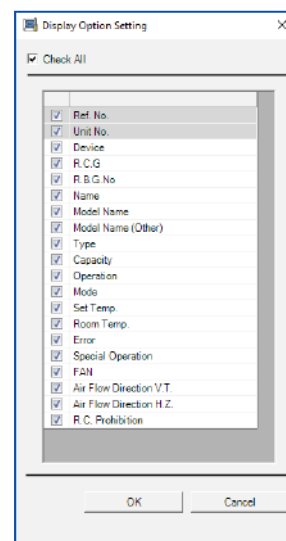 Display Option Setting
Check All
Ref. No.
Unit No.
Device
R.C.G
R.B.G.No
Name
Model Name
Model Name (Other)
Type
Capacity
Operation
Mode
Set Temp.
Room Temp.
Error
Special Operation
FAN
Air Flow Direction V.T.
Air Flow Direction H.Z.
R.C. Prohibition
OK Cancel